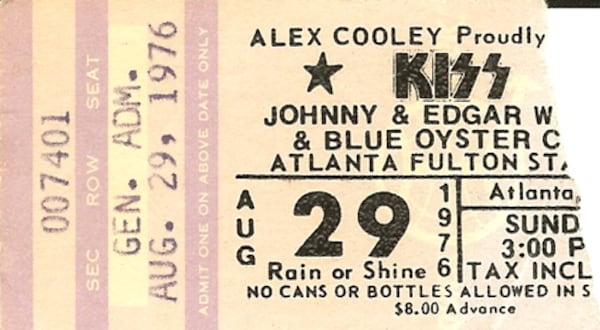 007401
SEC ROW SEAT
GEN. ADM.
AUG. 29, 1976
ADMIT ONE ON ABOVE DATE ONLY
ALEX COOLEY Proudly
★ KISS
JOHNNY & EDGAR W
& BLUE OYSTER C
ATLANTA FULTON STA
AUG 29 1976
Rain or Shine
Atlanta,
SUND
3:00 P
TAX INCL
NO CANS OR BOTTLES ALLOWED IN S
$8.00 Advance